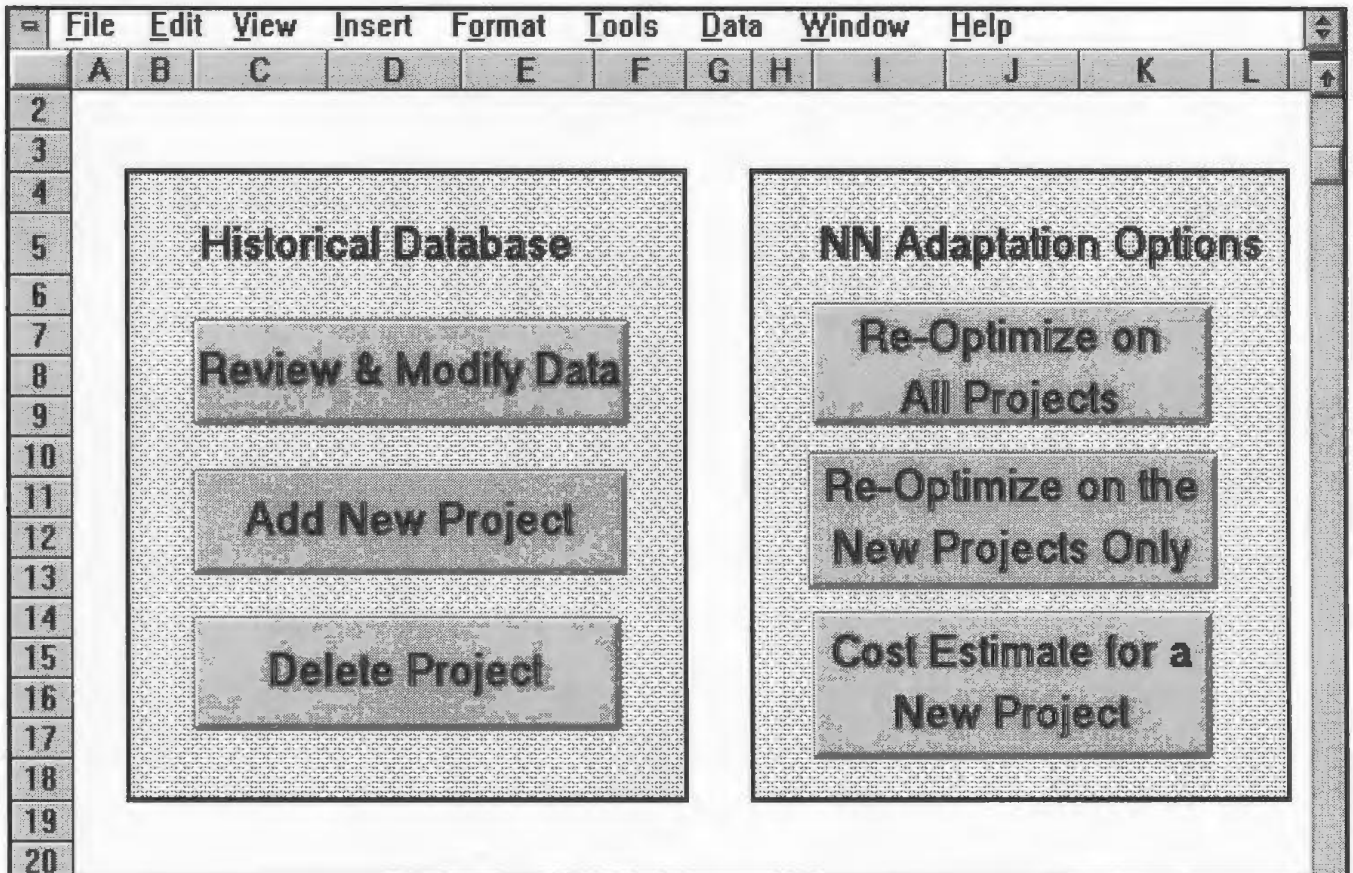 File Edit View Insert Format Tools Data Window Help
A B C D E F G H I J K L
2
3
4
5
6
7
8
9
10
11
12
13
14
15
16
17
18
19
20
Historical Database
Review & Modify Data
Add New Project
Delete Project
NN Adaptation Options
Re-Optimize on
All Projects
Re-Optimize on the
New Projects Only
Cost Estimate for a
New Project